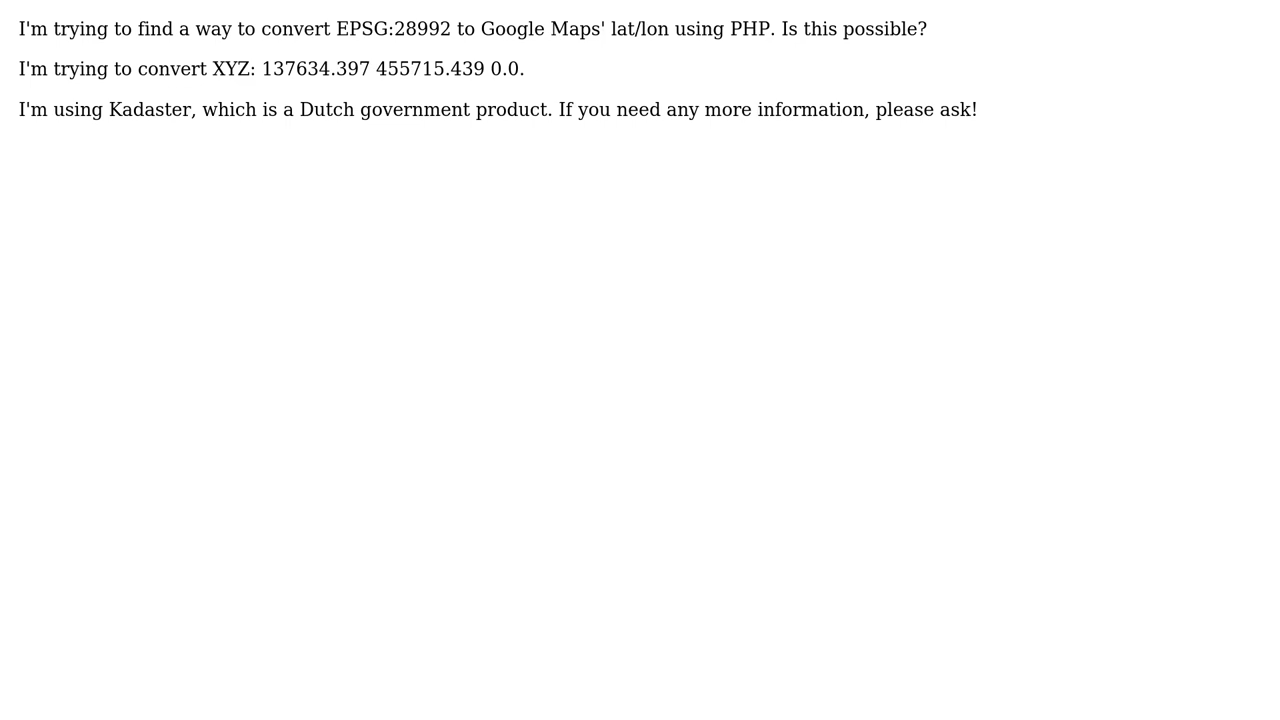 I'm trying to find a way to convert EPSG:28992 to Google Maps' lat/lon using PHP. Is this possible?
I'm trying to convert XYZ: 137634.397 455715.439 0.0.
I'm using Kadaster, which is a Dutch government product. If you need any more information, please ask!